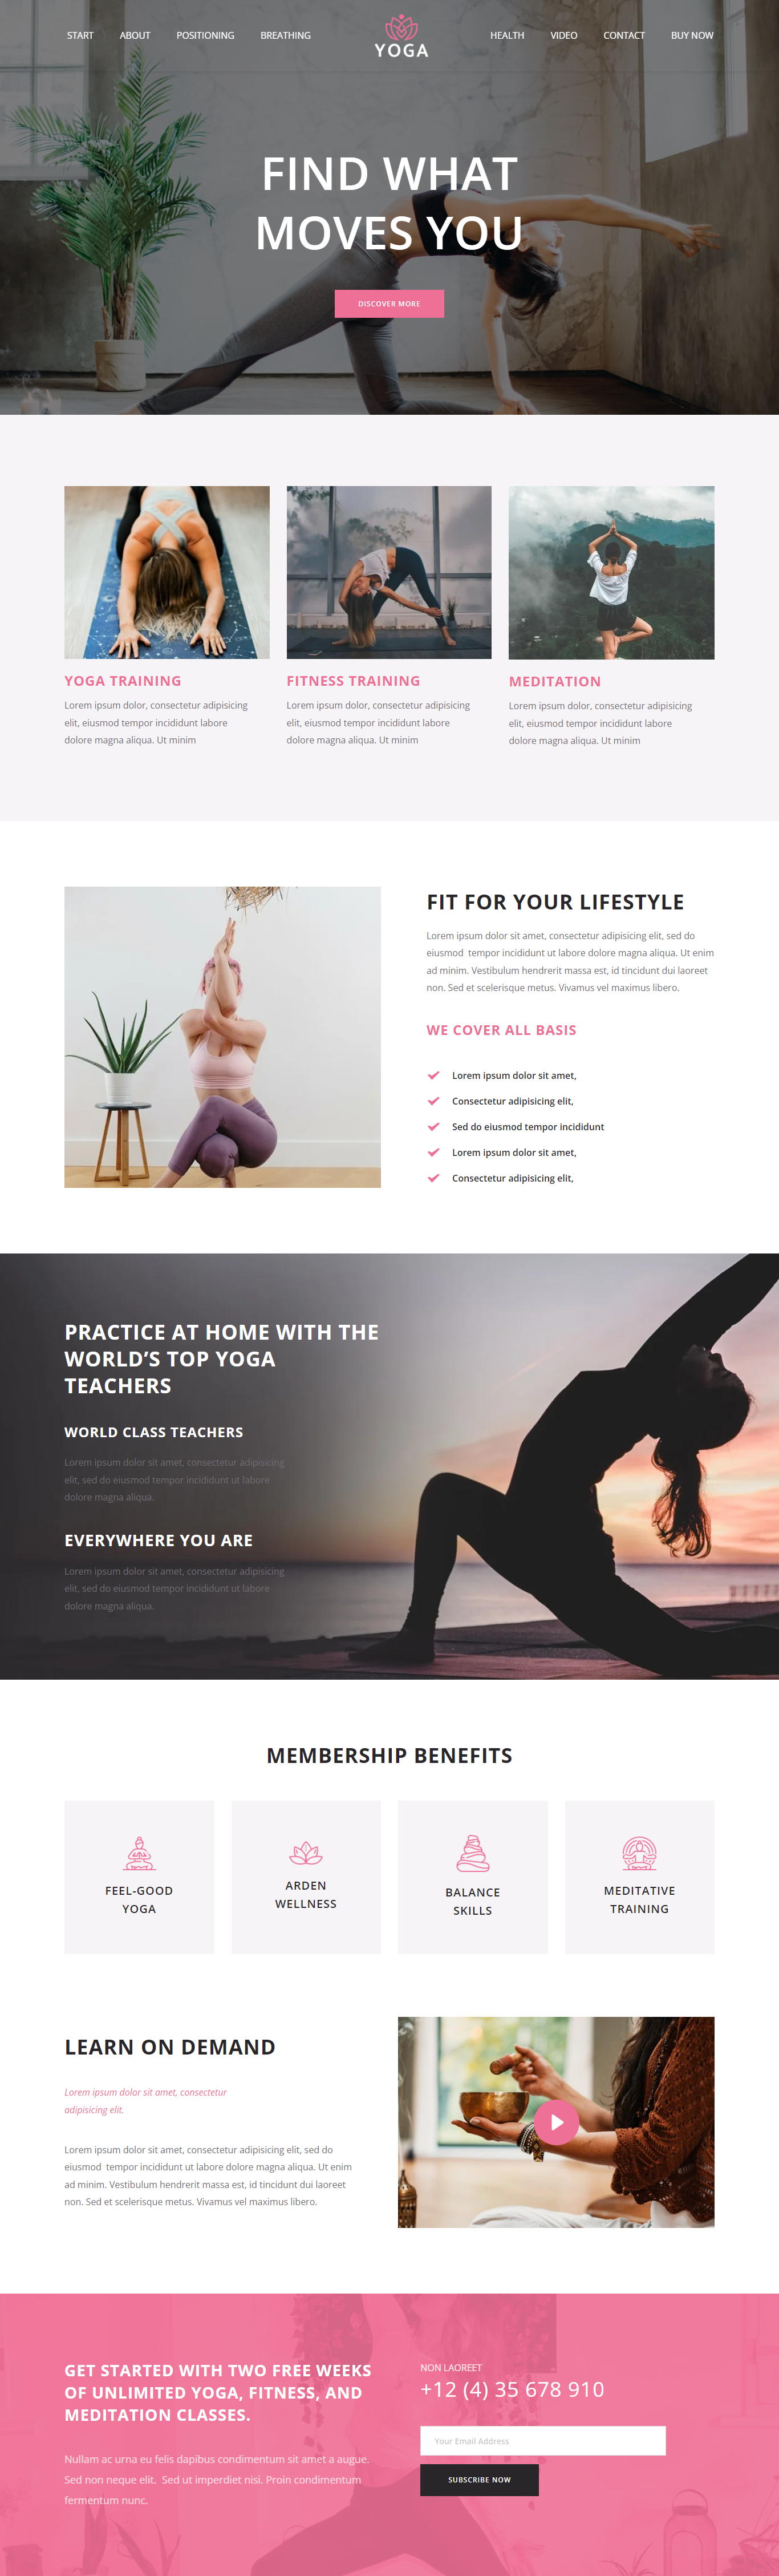 START
ABOUT
POSITIONING
BREATHING
YOGA
HEALTH
VIDEO
CONTACT
BUY NOW
FIND WHAT
MOVES YOU
DISCOVER MORE
YOGA TRAINING
Lorem ipsum dolor, consectetur adipisicing
elit, eiusmod tempor incididunt labore
dolore magna aliqua. Ut minim
FITNESS TRAINING
Lorem ipsum dolor, consectetur adipisicing
elit, eiusmod tempor incididunt labore
dolore magna aliqua. Ut minim
MEDITATION
Lorem ipsum dolor, consectetur adipisicing
elit, eiusmod tempor incididunt labore
dolore magna aliqua. Ut minim
FIT FOR YOUR LIFESTYLE
Lorem ipsum dolor sit amet, consectetur adipisicing elit, sed do
eiusmod  tempor incididunt ut labore dolore magna aliqua. Ut enim
ad minim. Vestibulum hendrerit massa est, id tincidunt dui laoreet
non. Sed et scelerisque metus. Vivamus vel maximus libero.
WE COVER ALL BASIS
Lorem ipsum dolor sit amet,
Consectetur adipisicing elit,
Sed do eiusmod tempor incididunt
Lorem ipsum dolor sit amet,
Consectetur adipisicing elit,
PRACTICE AT HOME WITH THE
WORLD’S TOP YOGA
TEACHERS
WORLD CLASS TEACHERS
Lorem ipsum dolor sit amet, consectetur adipisicing
elit, sed do eiusmod tempor incididunt ut labore
dolore magna aliqua.
EVERYWHERE YOU ARE
Lorem ipsum dolor sit amet, consectetur adipisicing
elit, sed do eiusmod tempor incididunt ut labore
dolore magna aliqua.
MEMBERSHIP BENEFITS
FEEL-GOOD
YOGA
ARDEN
WELLNESS
BALANCE
SKILLS
MEDITATIVE
TRAINING
LEARN ON DEMAND
Lorem ipsum dolor sit amet, consectetur
adipisicing elit.
Lorem ipsum dolor sit amet, consectetur adipisicing elit, sed do
eiusmod  tempor incididunt ut labore dolore magna aliqua. Ut enim
ad minim. Vestibulum hendrerit massa est, id tincidunt dui laoreet
non. Sed et scelerisque metus. Vivamus vel maximus libero.
GET STARTED WITH TWO FREE WEEKS
OF UNLIMITED YOGA, FITNESS, AND
MEDITATION CLASSES.
Nullam ac urna eu felis dapibus condimentum sit amet a augue.
Sed non neque elit.  Sed ut imperdiet nisi. Proin condimentum
fermentum nunc.
NON LAOREET
+12 (4) 35 678 910
Your Email Address
SUBSCRIBE NOW